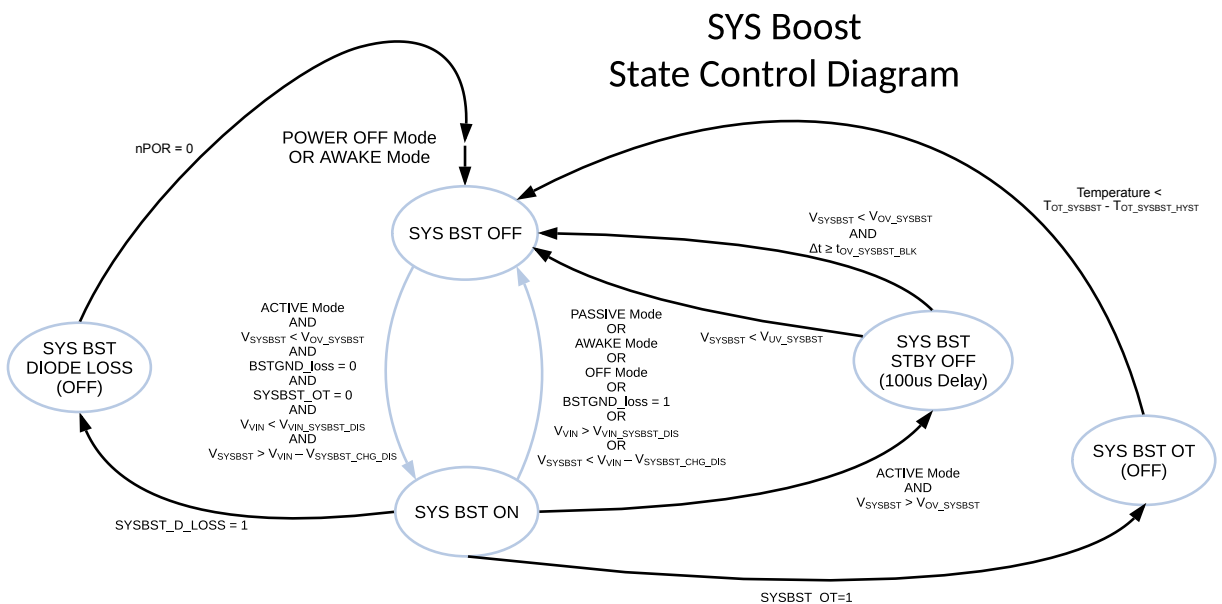 SYS Boost
State Control Diagram
nPOR = 0
POWER OFF Mode
OR AWAKE Mode
Temperature <
TOT_SYSBST - TOT_SYSBST_HYST
SYS BST OFF
VSYSBST < VOV_SYSBST
AND
Δt ≥ tOV_SYSBST_BLK
ACTIVE Mode
AND
VSYSBST < VOV_SYSBST
AND
BSTGND_loss = 0
AND
SYSBST_OT = 0
AND
VVIN < VVIN_SYSBST_DIS
AND
VSYSBST > VVIN – VSYSBST_CHG_DIS
PASSIVE Mode
OR
AWAKE Mode
OR
OFF Mode
OR
BSTGND_loss = 1
OR
VVIN > VVIN_SYSBST_DIS
OR
VSYSBST < VVIN – VSYSBST_CHG_DIS
VSYSBST < VUV_SYSBST
SYS BST
STBY OFF
(100us Delay)
SYS BST
DIODE LOSS
(OFF)
SYS BST OT
(OFF)
ACTIVE Mode
AND
VSYSBST > VOV_SYSBST
SYS BST ON
SYSBST_D_LOSS = 1
SYSBST_OT=1